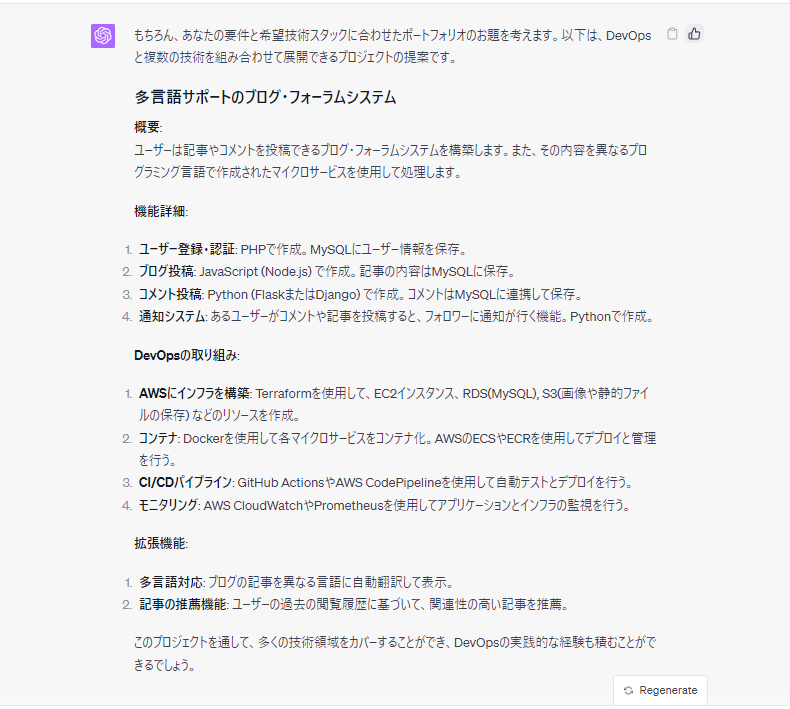 もちろん、あなたの要件と希望技術スタックに合わせたポートフォリオのお題を考えます。以下は、DevOps
と複数の技術を組み合わせて展開できるプロジェクトの提案です。
多言語サポートのブログ・フォーラムシステム
概要:
ユーザーは記事やコメントを投稿できるブログ・フォーラムシステムを構築します。また、その内容を異なるプロ
グラミング言語で作成されたマイクロサービスを使用して処理します。
機能詳細:
1. ユーザー登録・認証: PHPで作成。MySQLにユーザー情報を保存。
2. ブログ投稿: JavaScript (Node.js) で作成。記事の内容はMySQLに保存。
3. コメント投稿: Python (FlaskまたはDjango) で作成。コメントはMySQLに連携して保存。
4. 通知システム: あるユーザーがコメントや記事を投稿すると、フォロワーに通知が行く機能。Pythonで作成。
DevOpsの取り組み:
1. AWSにインフラを構築: Terraformを使用して、EC2インスタンス、RDS(MySQL), S3(画像や静的ファイ
ルの保存) などのリソースを作成。
2. コンテナ: Dockerを使用して各マイクロサービスをコンテナ化。AWSのECSやECRを使用してデプロイと管理
を行う。
3. CI/CDパイプライン: GitHub ActionsやAWS CodePipelineを使用して自動テストとデプロイを行う。
4. モニタリング: AWS CloudWatchやPrometheusを使用してアプリケーションとインフラの監視を行う。
拡張機能:
1. 多言語対応: ブログの記事を異なる言語に自動翻訳して表示。
2. 記事の推薦機能: ユーザーの過去の閲覧履歴に基づいて、関連性の高い記事を推薦。
このプロジェクトを通して、多くの技術領域をカバーすることができ、DevOpsの実践的な経験も積むことがで
きるでしょう。
Regenerate